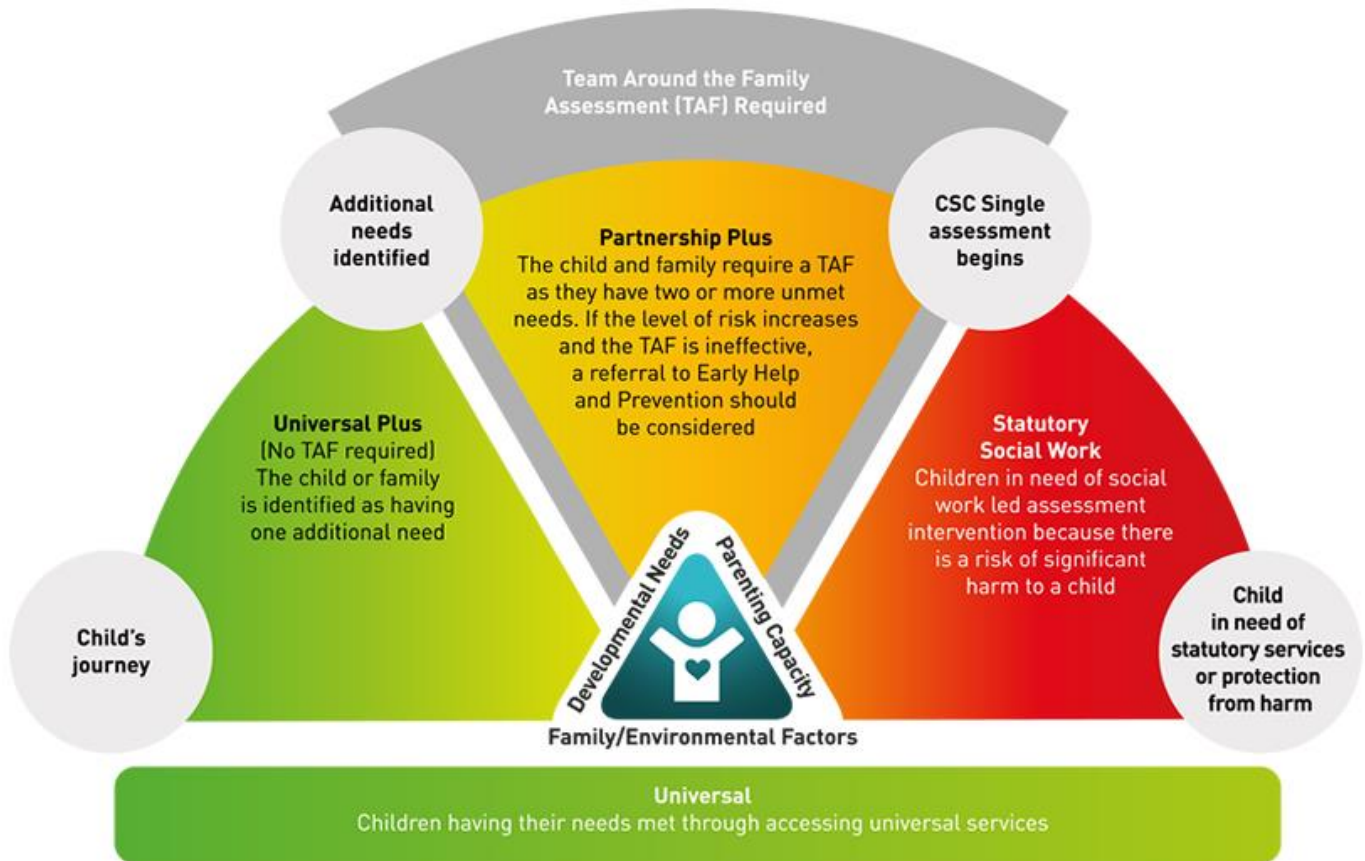 Team Around the Family
Assessment (TAF) Required
Additional
needs
identified
CSC Single
assessment
begins
Partnership Plus
The child and family require a TAF
as they have two or more unmet
needs. If the level of risk increases
and the TAF is ineffective,
a referral to Early Help
and Prevention should
be considered
Universal Plus
(No TAF required)
The child or family
is identified as having
one additional need
Statutory
Social Work
Children in need of social
work led assessment
intervention because there
is a risk of significant
harm to a child
Child's
journey
Developmental Needs
Parenting Capacity
Family/Environmental Factors
Child
in need of
statutory services
or protection
from harm
Universal
Children having their needs met through accessing universal services